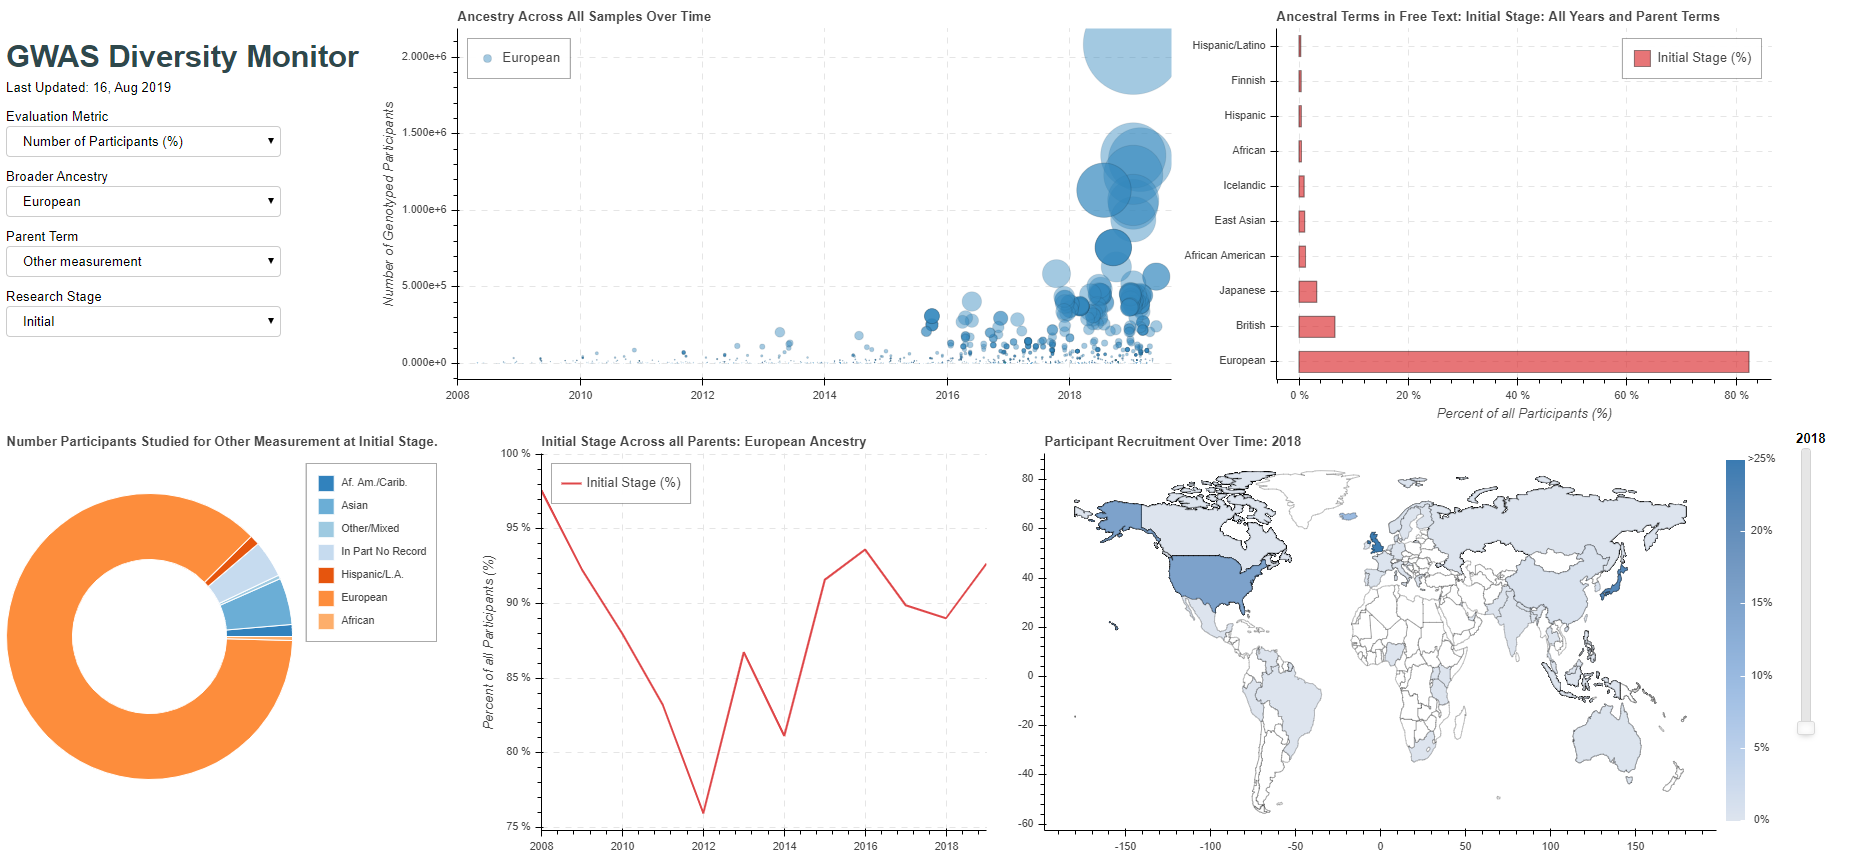 GWAS Diversity Monitor
Last Updated: 16, Aug 2019
Evaluation Metric
Number of Participants (%)
Broader Ancestry
European
Parent Term
Other measurement
Research Stage
Initial
Ancestry Across All Samples Over Time
European
Number of Genotyped Participants
2.000e+6
1.500e+6
1.000e+6
5.000e+5
0.000e+0
2008 2010 2012 2014 2016 2018
Ancestral Terms in Free Text: Initial Stage: All Years and Parent Terms
Initial Stage (%)
Hispanic/Latino
Finnish
Hispanic
African
Icelandic
East Asian
African American
Japanese
British
European
0 % 20 % 40 % 60 % 80 %
Percent of all Participants (%)
Number Participants Studied for Other Measurement at Initial Stage.
Af. Am./Carib.
Asian
Other/Mixed
In Part No Record
Hispanic/L.A.
European
African
Initial Stage Across all Parents: European Ancestry
Initial Stage (%)
Percent of all Participants (%)
100 %
95 %
90 %
85 %
80 %
75 %
2008 2010 2012 2014 2016 2018
Participant Recruitment Over Time: 2018
80
60
40
20
0
-20
-40
-60
-150 -100 -50 0 50 100 150
>25%
20%
15%
10%
5%
0%
2018